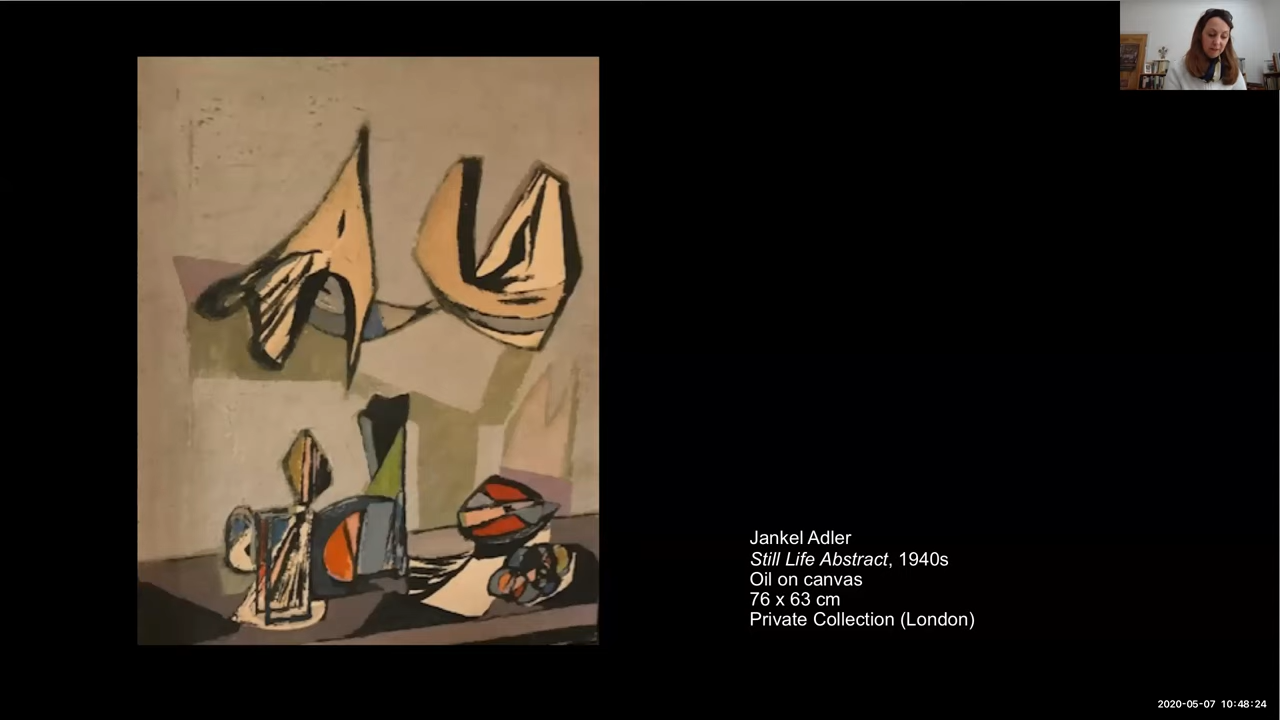 Jankel Adler
Still Life Abstract, 1940s
Oil on canvas
76 x 63 cm
Private Collection (London)
2020-05-07 10:48:24